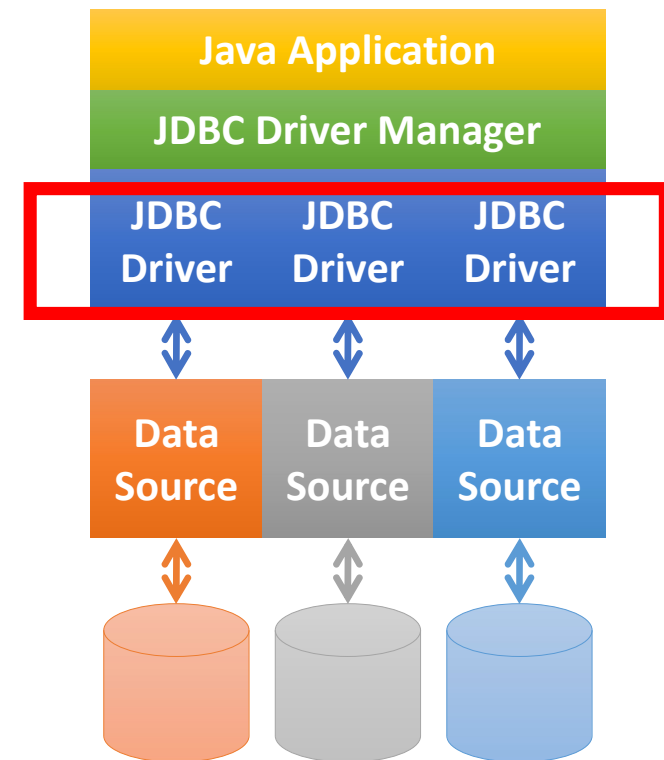 Java Application
JDBC Driver Manager
JDBC
Driver
JDBC
Driver
JDBC
Driver
Data
Source
Data
Source
Data
Source